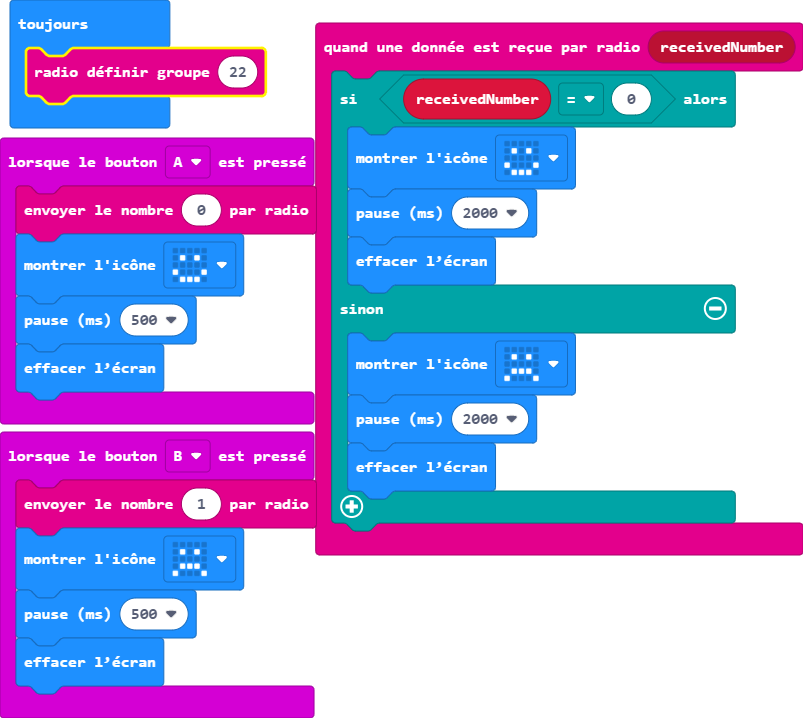 toujours
radio définir groupe 22
lorsque le bouton A est pressé
envoyer le nombre 0 par radio
montrer l'icône
pause (ms) 500
effacer l’écran
lorsque le bouton B est pressé
envoyer le nombre 1 par radio
montrer l'icône
pause (ms) 500
effacer l’écran
quand une donnée est reçue par radio receivedNumber
si receivedNumber = 0 alors
montrer l'icône
pause (ms) 2000
effacer l’écran
sinon
montrer l'icône
pause (ms) 2000
effacer l’écran